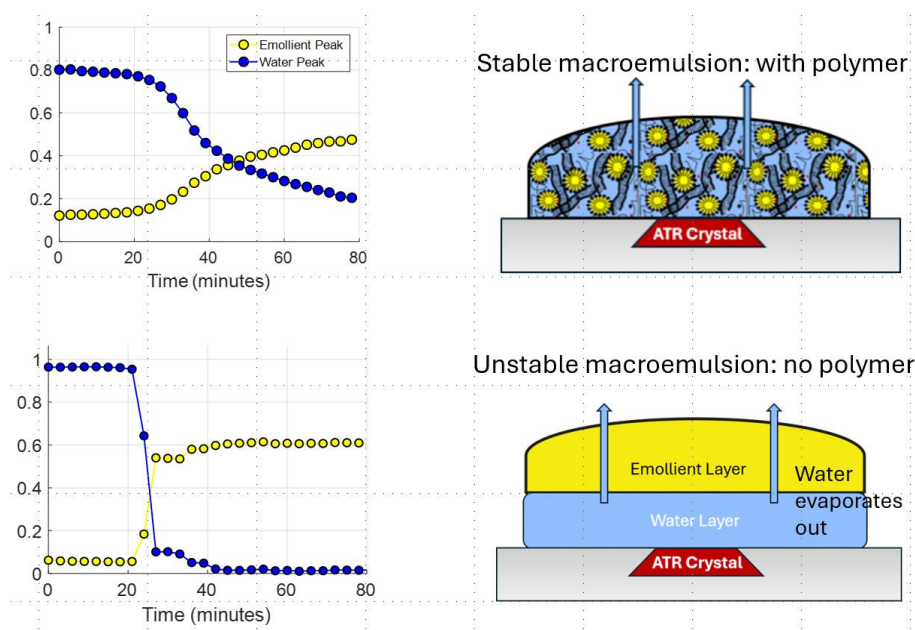 1
0.8
0.6
0.4
0.2
0
Emollient Peak
Water Peak
0
20
40
60
80
Time (minutes)
Stable macroemulsion: with polymer
ATR Crystal
1
0.8
0.6
0.4
0.2
0
0
20
40
60
80
Time (minutes)
Unstable macroemulsion: no polymer
Emollient Layer
Water
evaporates
out
Water Layer
ATR Crystal